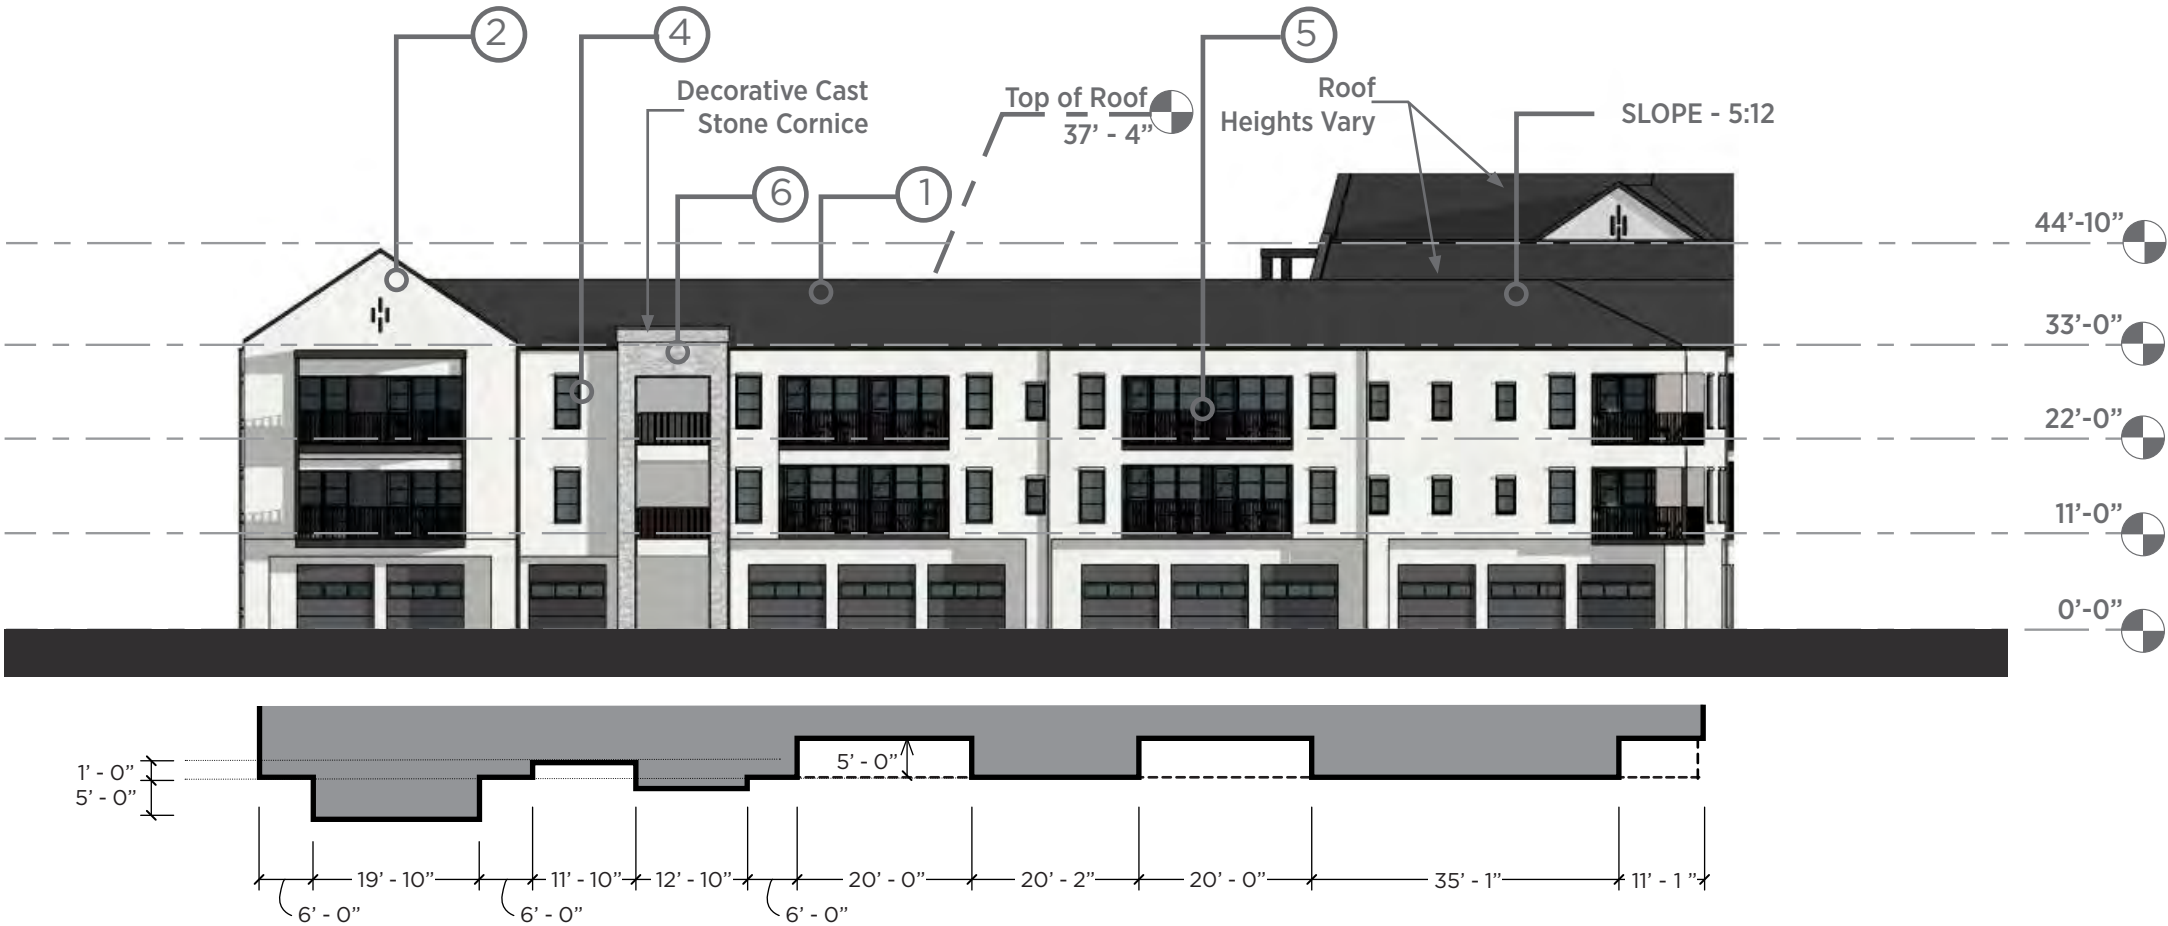 2
4
5
Decorative Cast
Stone Cornice
Top of Roof
37’ - 4”
Roof
Heights Vary
SLOPE - 5:12
6
1
44’-10”
33’-0”
22’-0”
11’-0”
0’-0”
1’ - 0”
5’ - 0”
5’ - 0”
19’ - 10”
11’ - 10”
12’ - 10”
20’ - 0”
20’ - 2”
20’ - 0”
35’ - 1”
11’ - 1 ”
6’ - 0”
6’ - 0”
6’ - 0”